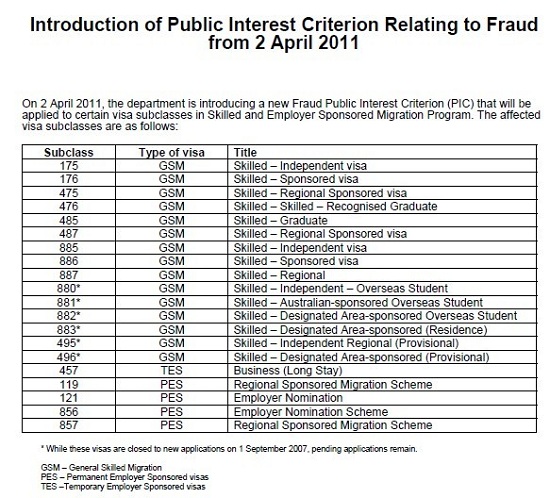 Introduction of Public Interest Criterion Relating to Fraud
from 2 April 2011
On 2 April 2011, the department is introducing a new Fraud Public Interest Criterion (PIC) that will be
applied to certain visa subclasses in Skilled and Employer Sponsored Migration Program. The affected
visa subclasses are as follows:
Subclass Type of visa Title
175 GSM Skilled – Independent visa
176 GSM Skilled – Sponsored visa
475 GSM Skilled – Regional Sponsored visa
476 GSM Skilled – Skilled – Recognised Graduate
485 GSM Skilled – Graduate
487 GSM Skilled – Regional Sponsored visa
885 GSM Skilled – Independent visa
886 GSM Skilled – Sponsored visa
887 GSM Skilled – Regional
880* GSM Skilled – Independent – Overseas Student
881* GSM Skilled – Australian-sponsored Overseas Student
882* GSM Skilled – Designated Area-sponsored Overseas Student
883* GSM Skilled – Designated Area-sponsored (Residence)
495* GSM Skilled – Independent Regional (Provisional)
496* GSM Skilled – Designated Area-sponsored (Provisional)
457 TES Business (Long Stay)
119 PES Regional Sponsored Migration Scheme
121 PES Employer Nomination
856 PES Employer Nomination Scheme
857 PES Regional Sponsored Migration Scheme
* While these visas are closed to new applications on 1 September 2007, pending applications remain.
GSM – General Skilled Migration
PES – Permanent Employer Sponsored visas
TES –Temporary Employer Sponsored visas